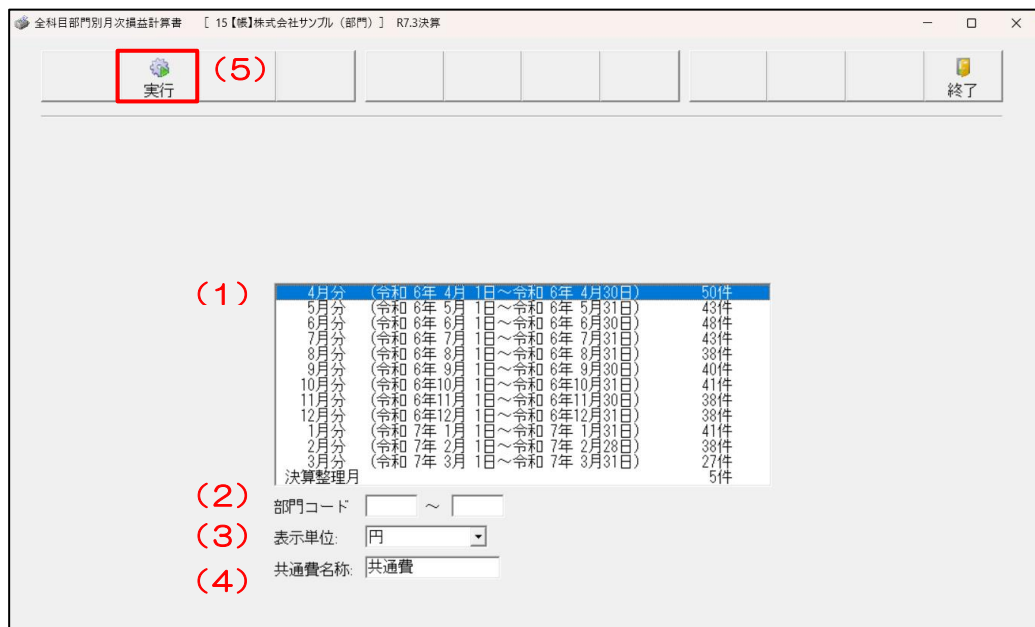 全科目部門別月次損益計算書 [ 15【帳】株式会社サンプル（部門）] R7.3決算
実行 （5） 終了
（1）
4月分 （令和 6年 4月 1日～令和 6年 4月30日） 50件
5月分 （令和 6年 5月 1日～令和 6年 5月31日） 43件
6月分 （令和 6年 6月 1日～令和 6年 6月30日） 48件
7月分 （令和 6年 7月 1日～令和 6年 7月31日） 43件
8月分 （令和 6年 8月 1日～令和 6年 8月31日） 38件
9月分 （令和 6年 9月 1日～令和 6年 9月30日） 40件
10月分 （令和 6年10月 1日～令和 6年10月31日） 41件
11月分 （令和 6年11月 1日～令和 6年11月30日） 38件
12月分 （令和 6年12月 1日～令和 6年12月31日） 38件
1月分 （令和 7年 1月 1日～令和 7年 1月31日） 41件
2月分 （令和 7年 2月 1日～令和 7年 2月28日） 38件
3月分 （令和 7年 3月 1日～令和 7年 3月31日） 27件
決算整理月 5件
（2） 部門コード ～
（3） 表示単位: 円
（4） 共通費名称: 共通費